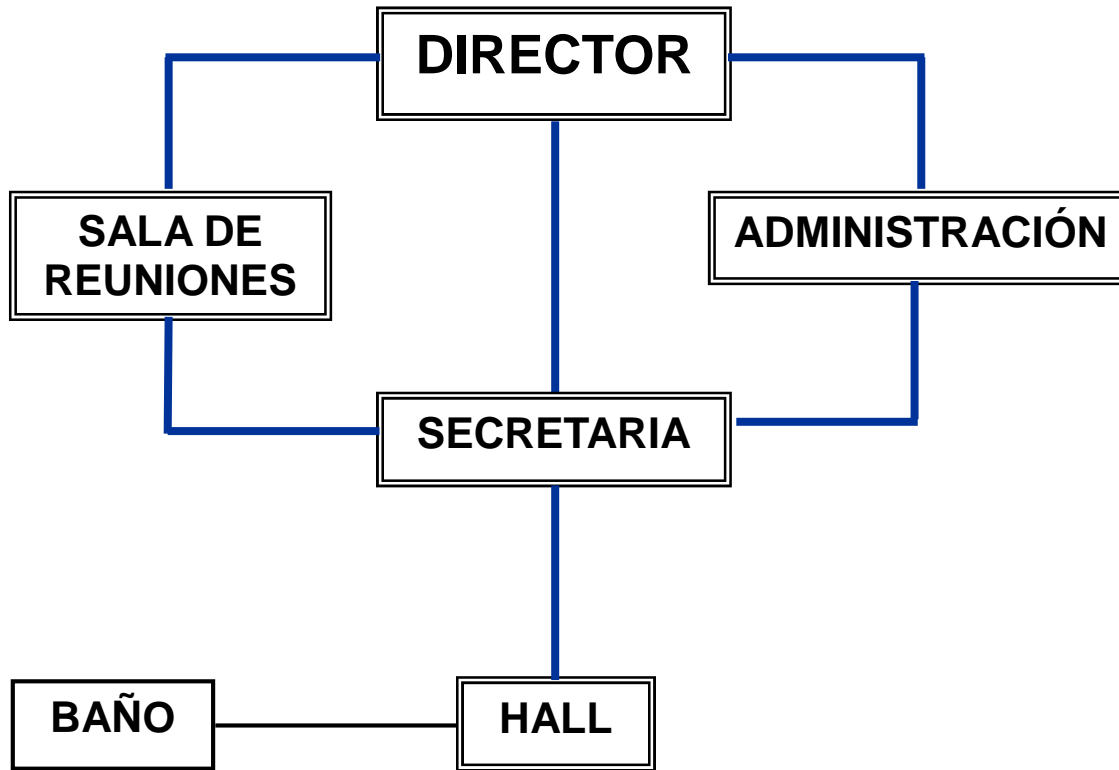 DIRECTOR
SALA DE
REUNIONES
ADMINISTRACIÓN
SECRETARIA
BAÑO
HALL